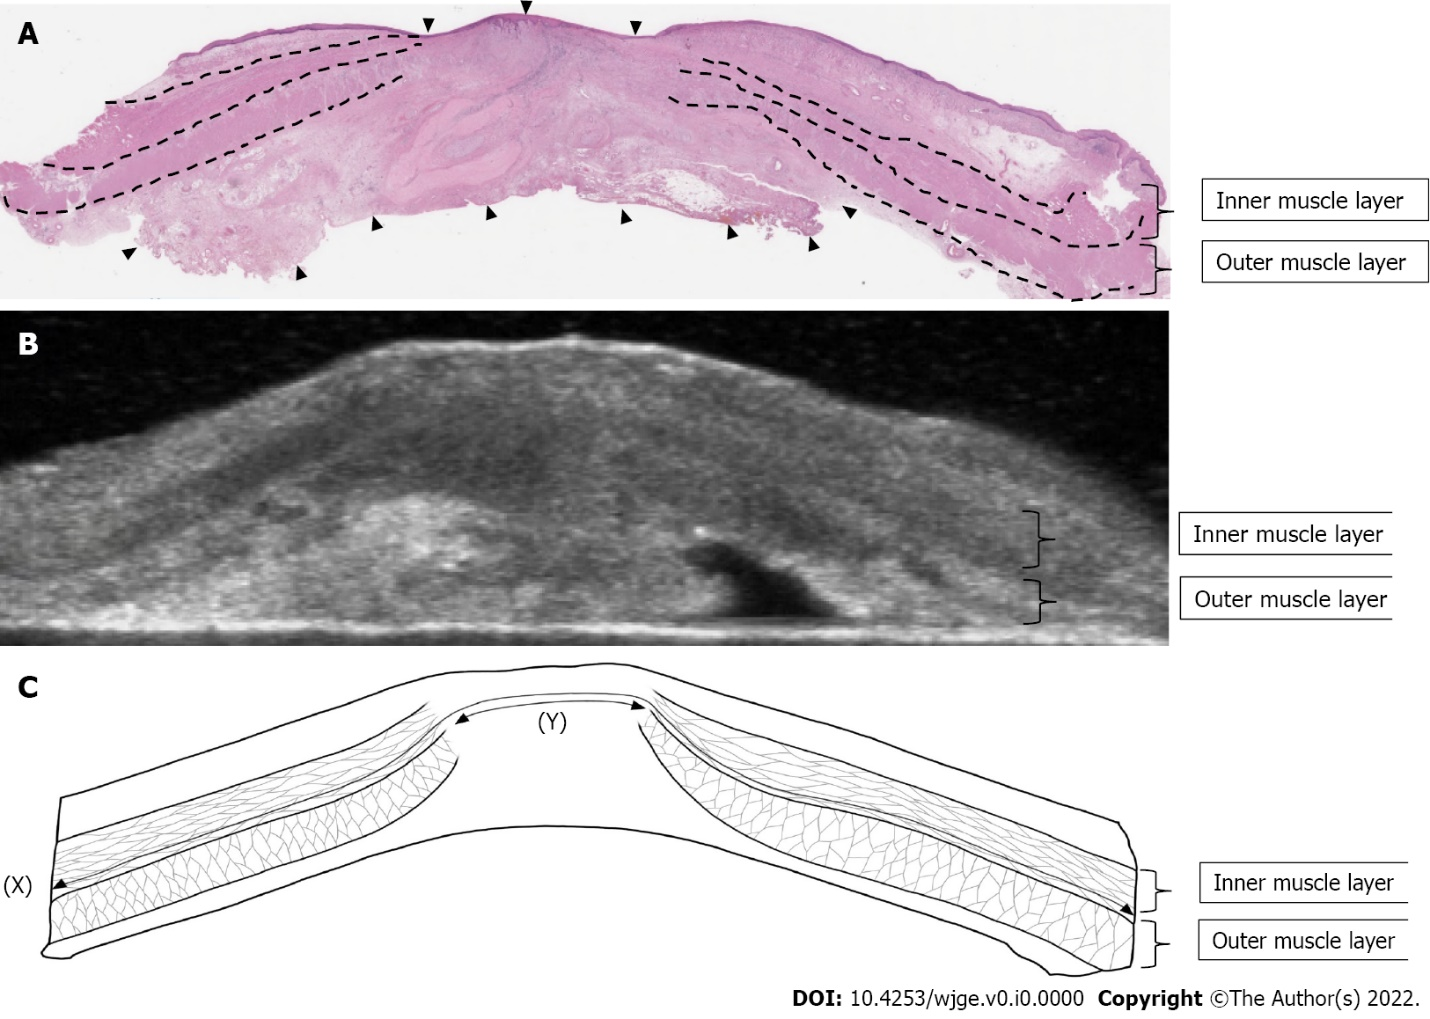 A
Inner muscle layer
Outer muscle layer
B
Inner muscle layer
Outer muscle layer
C
(Y)
(X)
Inner muscle layer
Outer muscle layer
DOI: 10.4253/wjge.v0.i0.0000 Copyright ©The Author(s) 2022.